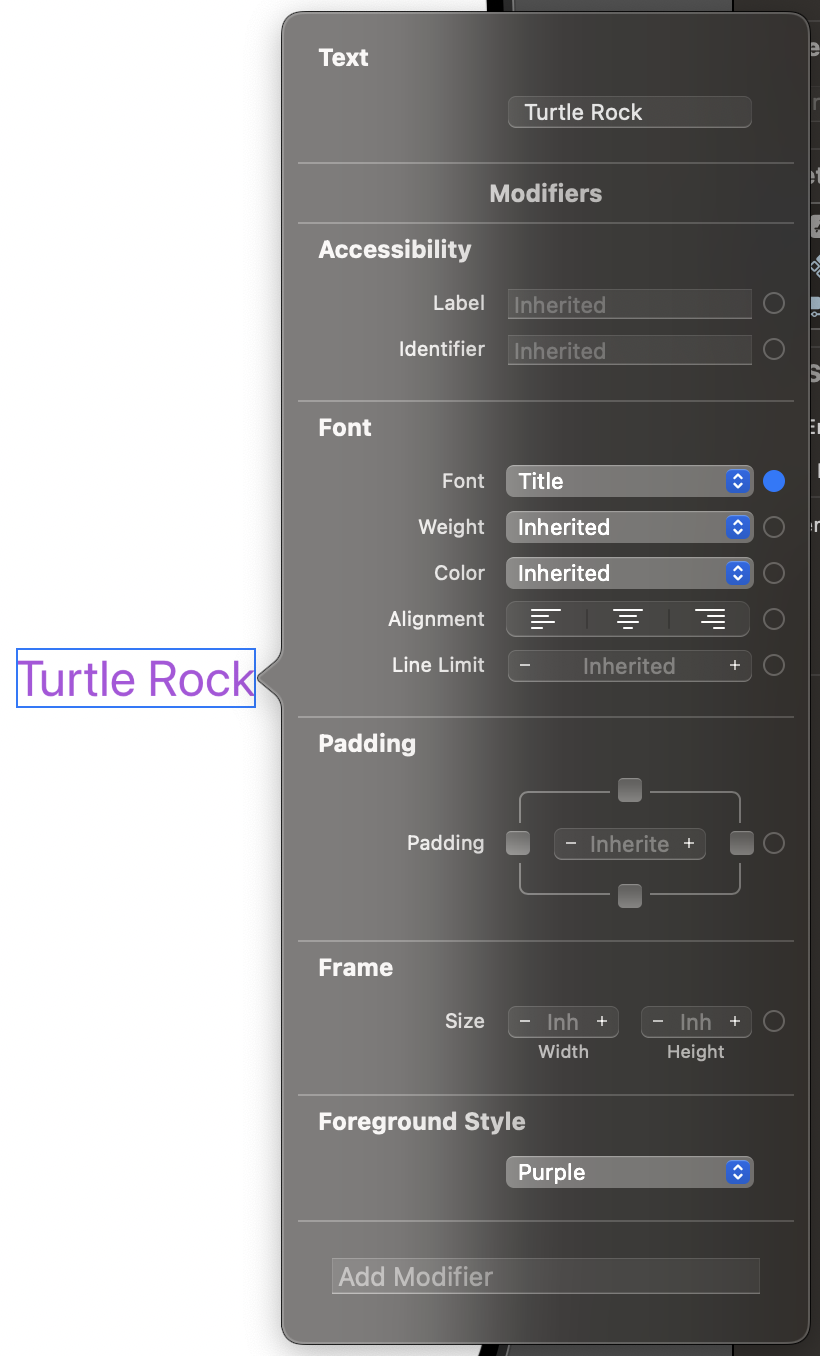 Text
Turtle Rock
Modifiers
Accessibility
Label Inherited
Identifier Inherited
Font
Font Title
Weight Inherited
Color Inherited
Alignment
Line Limit − Inherited +
Turtle Rock
Padding
Padding − Inherite +
Frame
Size − Inh + − Inh +
Width Height
Foreground Style
Purple
Add Modifier